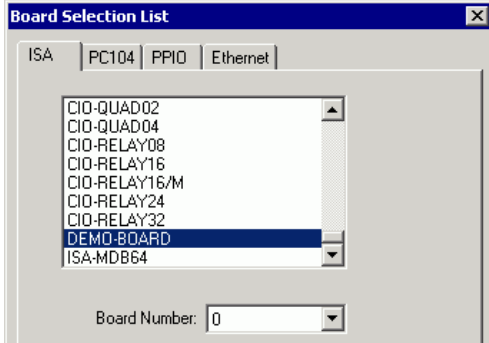 Board Selection List
ISA PC104 PPIO Ethernet
CIO-QUAD02
CIO-QUAD04
CIO-RELAY08
CIO-RELAY16
CIO-RELAY16/M
CIO-RELAY24
CIO-RELAY32
DEMO-BOARD
ISA-MDB64
Board Number: 0